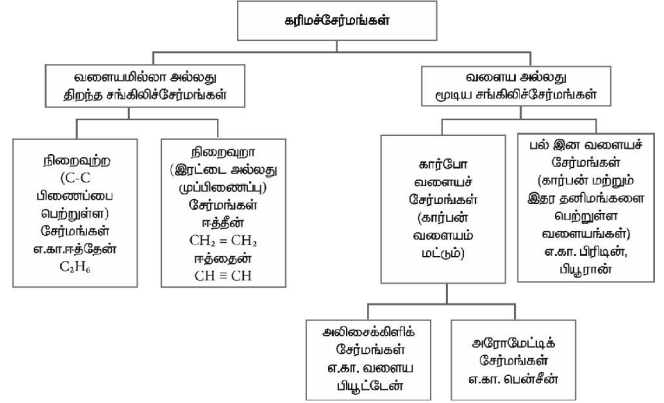 கரிமச்சேர்மங்கள்
வளையமில்லா அல்லது
திறந்த சங்கிலிச்சேர்மங்கள்
வளைய அல்லது
மூடிய சங்கிலிச்சேர்மங்கள்
நிறைவுற்ற
(C-C
பிணைப்பை
பெற்றுள்ள)
சேர்மங்கள்
எ.கா.ஈத்தேன்
C₂H₆
நிறைவுறா
(இரட்டை அல்லது
முப்பிணைப்பு)
சேர்மங்கள்
ஈத்தீன்
CH₂ = CH₂
ஈத்தைன்
CH ≡ CH
கார்போ
வளையச்
சேர்மங்கள்
(கார்பன்
வளையம்
மட்டும்)
பல் இன வளையச்
சேர்மங்கள்
(கார்பன் மற்றும்
இதர தனிமங்களை
பெற்றுள்ள
வளையங்கள்)
எ.கா. பிரிடின்,
பியூரான்
அலிசைக்கிளிக்
சேர்மங்கள்
எ.கா. வளைய
பியூட்டேன்
அரோமேட்டிக்
சேர்மங்கள்
எ.கா. பென்சீன்